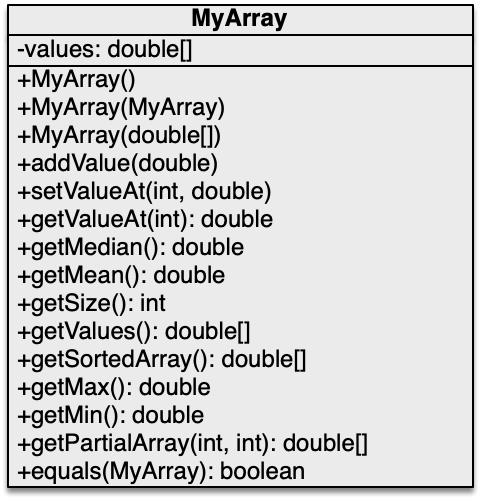 MyArray
-values: double[]
+MyArray()
+MyArray(MyArray)
+MyArray(double[])
+addValue(double)
+setValueAt(int, double)
+getValueAt(int): double
+getMedian(): double
+getMean(): double
+getSize(): int
+getValues(): double[]
+getSortedArray(): double[]
+getMax(): double
+getMin(): double
+getPartialArray(int, int): double[]
+equals(MyArray): boolean